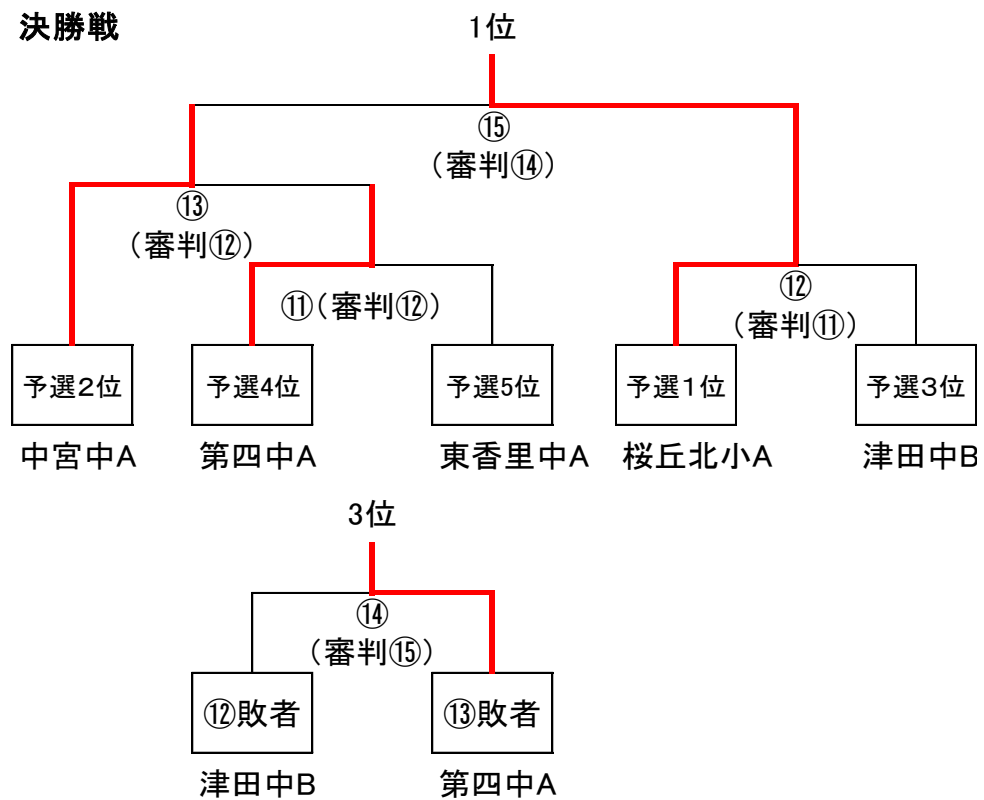 決勝戦
1位
⑮
（審判⑭）
⑬
（審判⑫）
⑪（審判⑫）
⑫
（審判⑪）
予選2位
予選4位
予選5位
予選1位
予選3位
中宮中A
第四中A
東香里中A
桜丘北小A
津田中B
3位
⑭
（審判⑮）
⑫敗者
⑬敗者
津田中B
第四中A